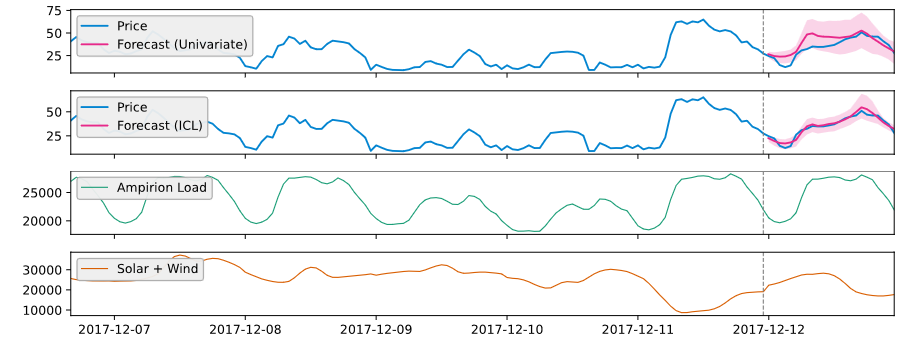 75
50
25
Price
Forecast (Univariate)
50
25
Price
Forecast (ICL)
25000
20000
Ampirion Load
30000
20000
10000
Solar + Wind
2017-12-07
2017-12-08
2017-12-09
2017-12-10
2017-12-11
2017-12-12